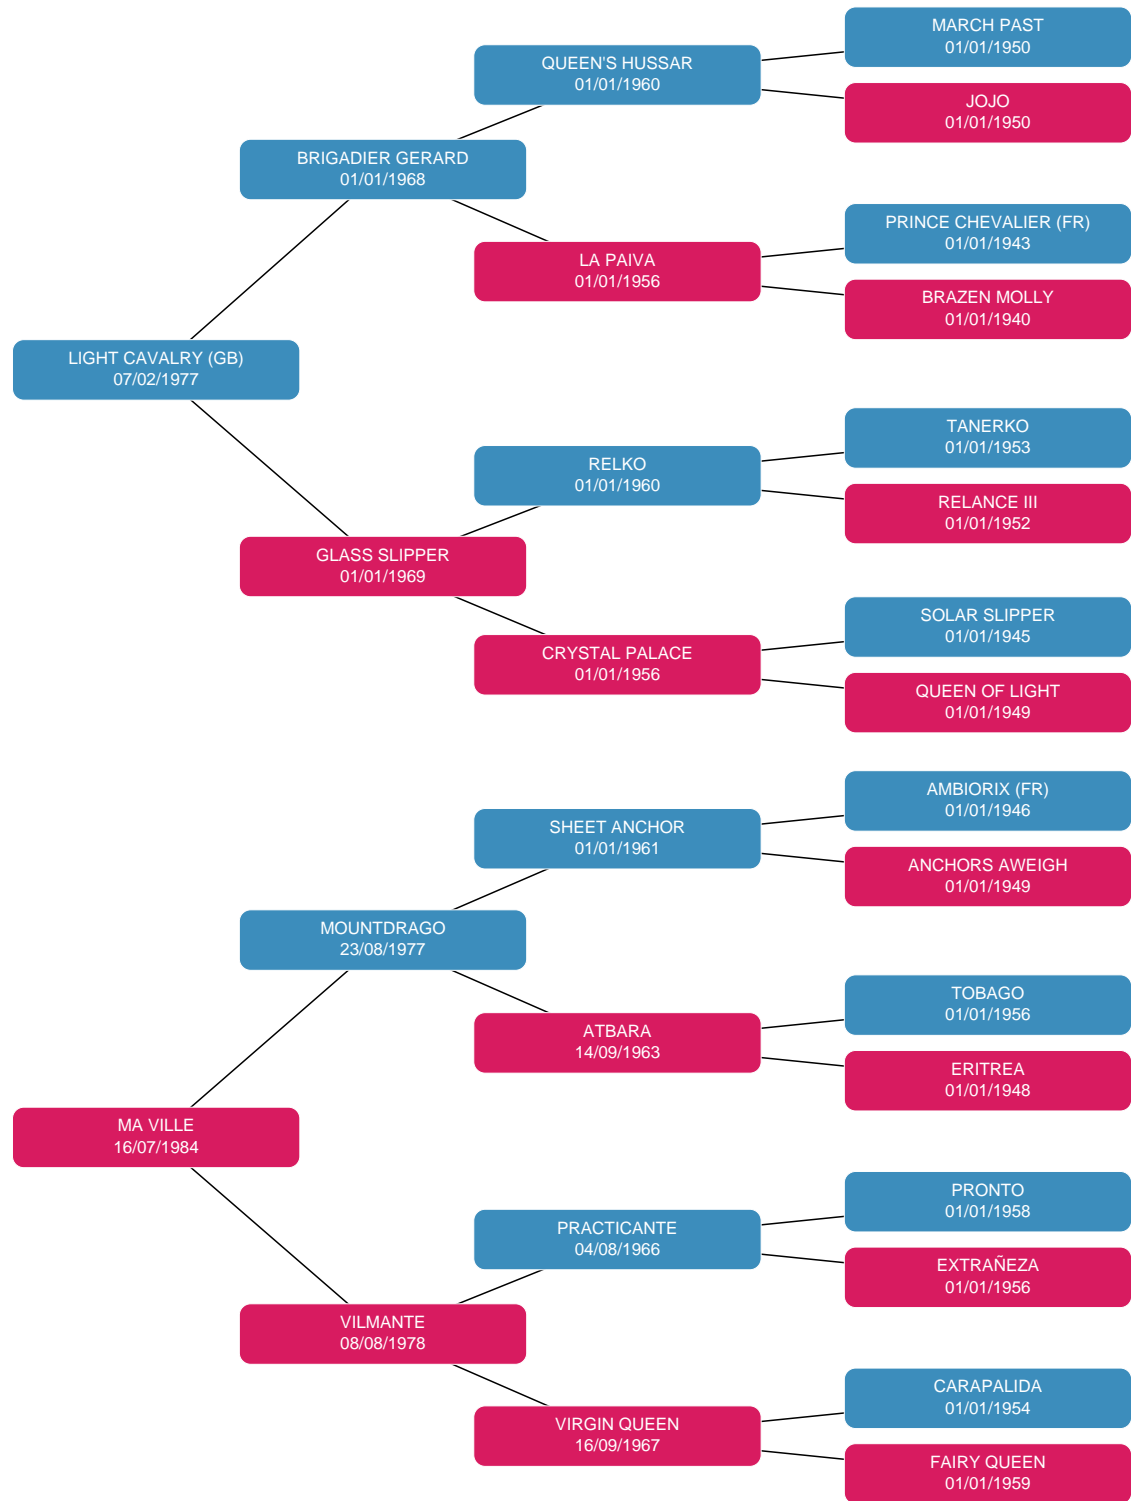 MARCH PAST
01/01/1950
QUEEN'S HUSSAR
01/01/1960
JOJO
01/01/1950
BRIGADIER GERARD
01/01/1968
PRINCE CHEVALIER (FR)
01/01/1943
LA PAIVA
01/01/1956
BRAZEN MOLLY
01/01/1940
LIGHT CAVALRY (GB)
07/02/1977
TANERKO
01/01/1953
RELKO
01/01/1960
RELANCE III
01/01/1952
GLASS SLIPPER
01/01/1969
SOLAR SLIPPER
01/01/1945
CRYSTAL PALACE
01/01/1956
QUEEN OF LIGHT
01/01/1949
AMBIORIX (FR)
01/01/1946
SHEET ANCHOR
01/01/1961
ANCHORS AWEIGH
01/01/1949
MOUNTDRAGO
23/08/1977
TOBAGO
01/01/1956
ATBARA
14/09/1963
ERITREA
01/01/1948
MA VILLE
16/07/1984
PRONTO
01/01/1958
PRACTICANTE
04/08/1966
EXTRAÑEZA
01/01/1956
VILMANTE
08/08/1978
CARAPALIDA
01/01/1954
VIRGIN QUEEN
16/09/1967
FAIRY QUEEN
01/01/1959